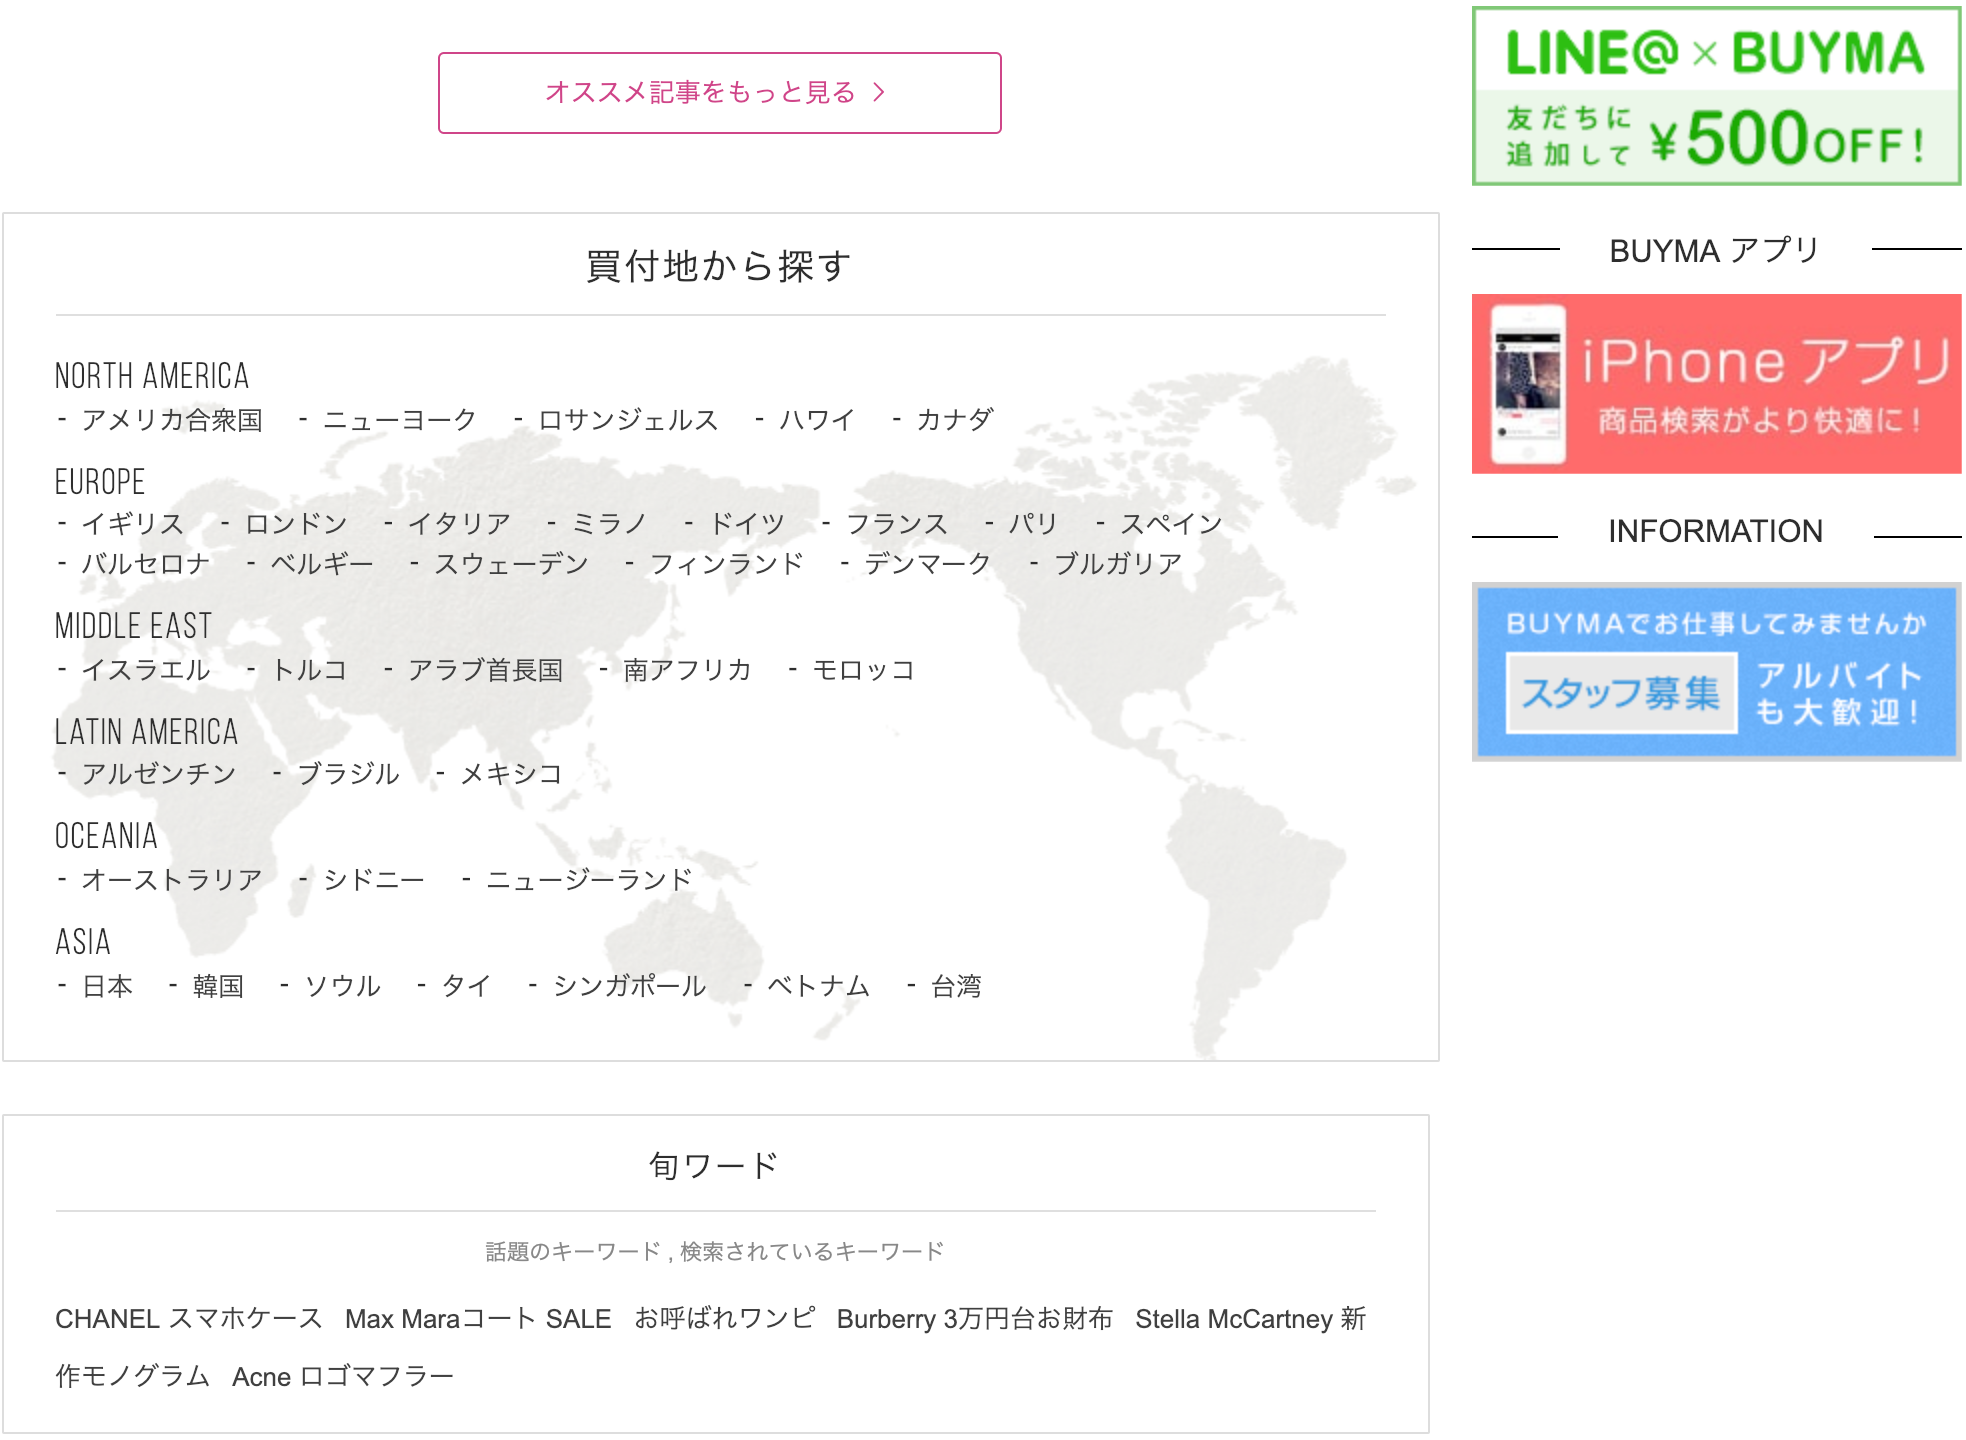 オススメ記事をもっと見る >
買付地から探す
NORTH AMERICA
- アメリカ合衆国 - ニューヨーク - ロサンジェルス - ハワイ - カナダ
EUROPE
- イギリス - ロンドン - イタリア - ミラノ - ドイツ - フランス - パリ - スペイン
- バルセロナ - ベルギー - スウェーデン - フィンランド - デンマーク - ブルガリア
MIDDLE EAST
- イスラエル - トルコ - アラブ首長国 - 南アフリカ - モロッコ
LATIN AMERICA
- アルゼンチン - ブラジル - メキシコ
OCEANIA
- オーストラリア - シドニー - ニュージーランド
ASIA
- 日本 - 韓国 - ソウル - タイ - シンガポール - ベトナム - 台湾
旬ワード
話題のキーワード , 検索されているキーワード
CHANEL スマホケース Max Maraコート SALE お呼ばれワンピ Burberry 3万円台お財布 Stella McCartney 新
作モノグラム Acne ロゴマフラー
LINE@×BUYMA
友だちに
追加して ¥500OFF!
BUYMA アプリ
iPhone アプリ
商品検索がより快適に!
INFORMATION
BUYMAでお仕事してみませんか
スタッフ募集
アルバイト
も大歓迎!